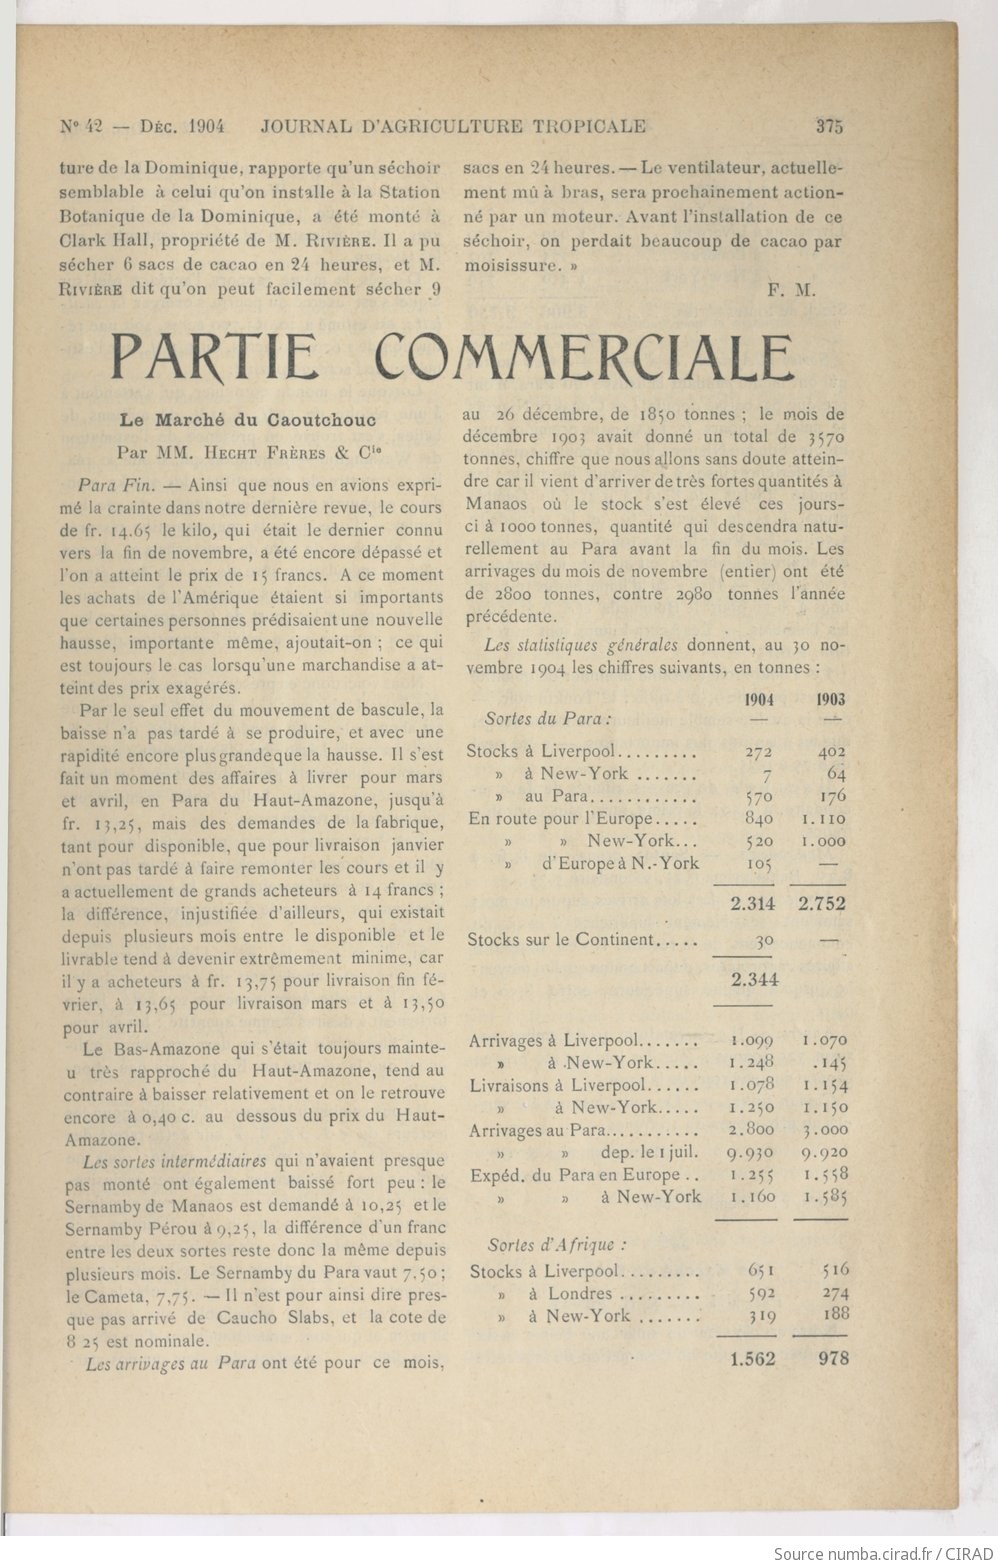 N° 42 — Déc. 1904 JOURNAL D'AGRICULTURE TROPICALE 375
ture de la Dominique, rapporte qu'un séchoir
semblable à celui qu'on installe à la Station
Botanique de la Dominique, a été monté à
Clark Hall, propriété de M. Rivière. Il a pu
sécher 6 sacs de cacao en 24 heures, et M.
Rivière dit qu'on peut facilement sécher 9
sacs en 24 heures. — Le ventilateur, actuelle-
ment mû à bras, sera prochainement action-
né par un moteur. Avant l'installation de ce
séchoir, on perdait beaucoup de cacao par
moisissure. »
F. M.
PARTIE COMMERCIALE
Le Marché du Caoutchouc
Par MM. Hecht Frères & Cie
Para Fin. — Ainsi que nous en avions expri-
mé la crainte dans notre dernière revue, le cours
de fr. 14.65 le kilo, qui était le dernier connu
vers la fin de novembre, a été encore dépassé et
l'on a atteint le prix de 15 francs. A ce moment
les achats de l'Amérique étaient si importants
que certaines personnes prédisaient une nouvelle
hausse, importante même, ajoutait-on ; ce qui
est toujours le cas lorsqu'une marchandise a at-
teint des prix exagérés.
Par le seul effet du mouvement de bascule, la
baisse n'a pas tardé à se produire, et avec une
rapidité encore plus grande que la hausse. Il s'est
fait un moment des affaires à livrer pour mars
et avril, en Para du Haut-Amazone, jusqu'à
fr. 13,25, mais des demandes de la fabrique,
tant pour disponible, que pour livraison janvier
n'ont pas tardé à faire remonter les cours et il y
a actuellement de grands acheteurs à 14 francs ;
la différence, injustifiée d'ailleurs, qui existait
depuis plusieurs mois entre le disponible et le
livrable tend à devenir extrêmement minime, car
il y a acheteurs à fr. 13,75 pour livraison fin fé-
vrier, à 13,65 pour livraison mars et à 13,50
pour avril.
Le Bas-Amazone qui s'était toujours mainte-
u très rapproché du Haut-Amazone, tend au
contraire à baisser relativement et on le retrouve
encore à 0,40 c. au dessous du prix du Haut-
Amazone.
Les sortes intermédiaires qui n'avaient presque
pas monté ont également baissé fort peu : le
Sernamby de Manaos est demandé à 10,25 et le
Sernamby Pérou à 9,25, la différence d'un franc
entre les deux sortes reste donc la même depuis
plusieurs mois. Le Sernamby du Para vaut 7,50 ;
le Cameta, 7,75. — Il n'est pour ainsi dire pres-
que pas arrivé de Caucho Slabs, et la cote de
8 25 est nominale.
Les arrivages au Para ont été pour ce mois,
au 26 décembre, de 1850 tonnes ; le mois de
décembre 1903 avait donné un total de 3570
tonnes, chiffre que nous allons sans doute attein-
dre car il vient d'arriver de très fortes quantités à
Manaos où le stock s'est élevé ces jours-
ci à 1000 tonnes, quantité qui descendra natu-
rellement au Para avant la fin du mois. Les
arrivages du mois de novembre (entier) ont été
de 2800 tonnes, contre 2980 tonnes l'année
précédente.
Les statistiques générales donnent, au 30 no-
vembre 1904 les chiffres suivants, en tonnes :
1904 1903
Sortes du Para : — —
Stocks à Liverpool......... 272 402
» à New-York ....... 7 64
» au Para............ 570 176
En route pour l'Europe..... 840 1.110
» » New-York... 520 1.000
» d'Europe à N.-York 105 —
2.314 2.752
Stocks sur le Continent..... 30 —
2.344
Arrivages à Liverpool....... 1.099 1.070
» à New-York..... 1.248 .145
Livraisons à Liverpool...... 1.078 1.154
» à New-York..... 1.250 1.150
Arrivages au Para........... 2.800 3.000
» » dep. le 1 juil. 9.930 9.920
Expéd. du Para en Europe .. 1.255 1.558
» » à New-York 1.160 1.585
Sortes d'Afrique :
Stocks à Liverpool......... 651 516
» à Londres ......... 592 274
» à New-York ....... 319 188
1.562 978
Source numba.cirad.fr / CIRAD